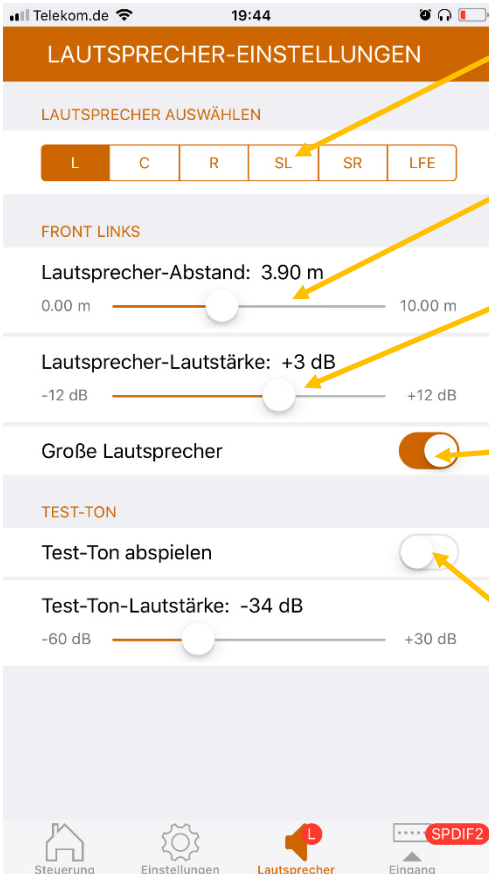 Telekom.de 19:44
LAUTSPRECHER-EINSTELLUNGEN
LAUTSPRECHER AUSWÄHLEN
L C R SL SR LFE
FRONT LINKS
Lautsprecher-Abstand: 3.90 m
0.00 m 10.00 m
Lautsprecher-Lautstärke: +3 dB
-12 dB +12 dB
Große Lautsprecher
TEST-TON
Test-Ton abspielen
Test-Ton-Lautstärke: -34 dB
-60 dB +30 dB
L SPDIF2
Steuerung Einstellungen Lautsprecher Eingang